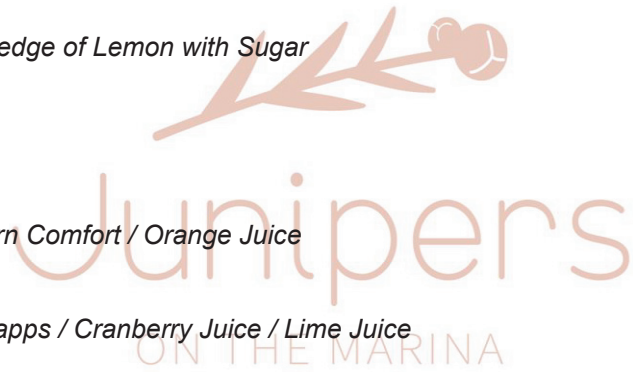 edge of Lemon with Sugar
Junipers
rn Comfort / Orange Juice
apps / Cranberry Juice / Lime Juice
ON THE MARINA